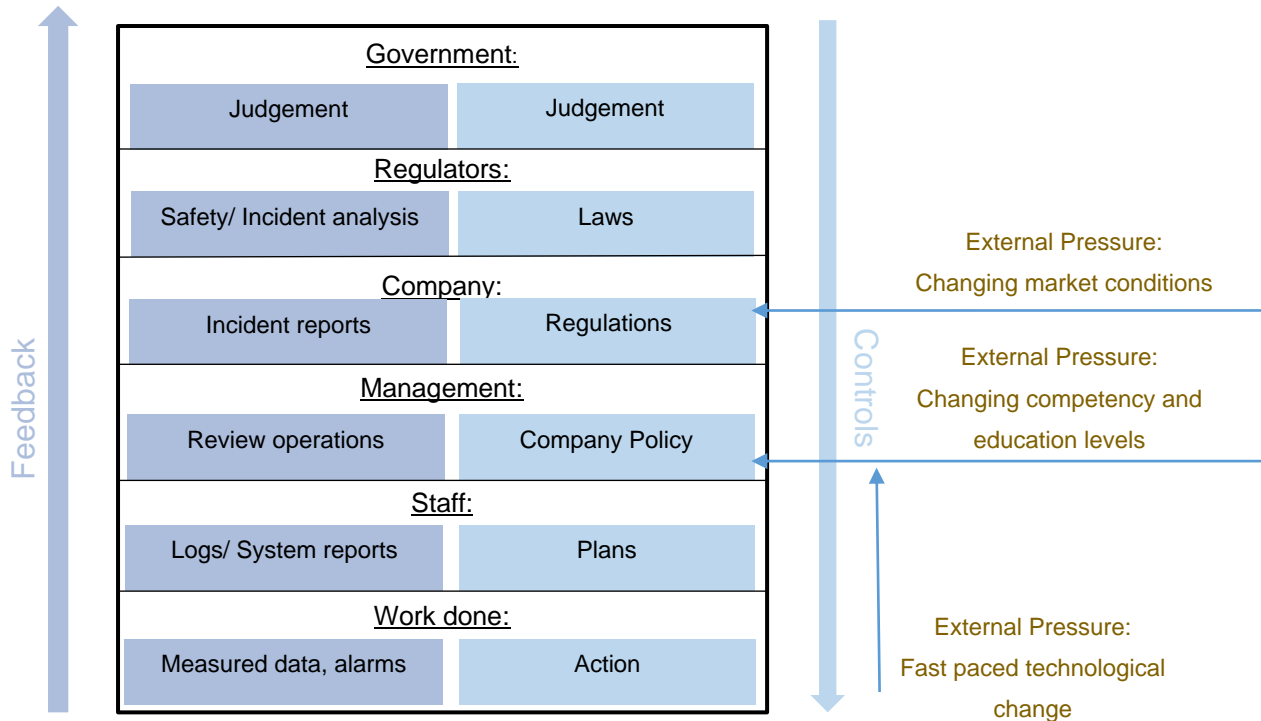 Government:
Judgement
Judgement
Regulators:
Safety/ Incident analysis
Laws
Company:
Incident reports
Regulations
Management:
Review operations
Company Policy
Staff:
Logs/ System reports
Plans
Work done:
Measured data, alarms
Action
Feedback
Controls
External Pressure:
Changing market conditions
External Pressure:
Changing competency and
education levels
External Pressure:
Fast paced technological
change